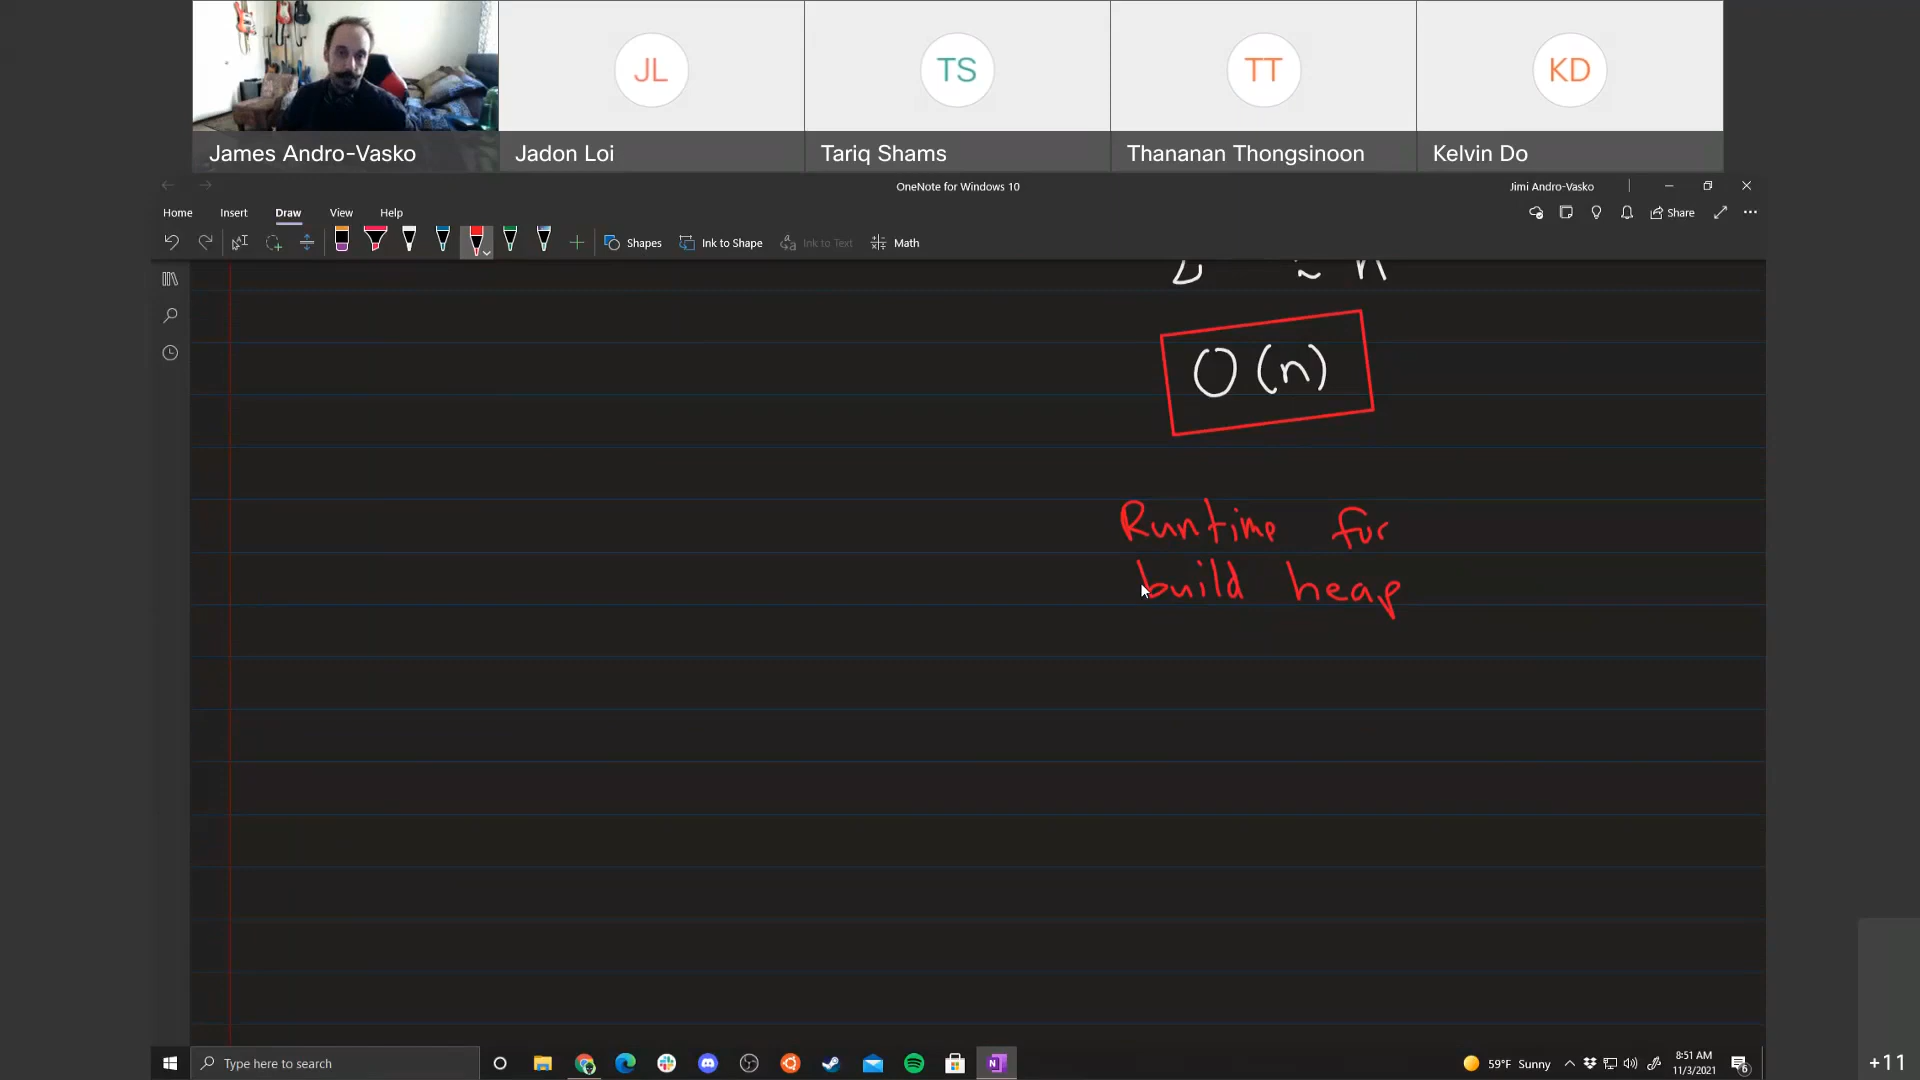 JL
TS
TT
KD
James Andro-Vasko
Jadon Loi
Tariq Shams
Thananan Thongsinoon
Kelvin Do
OneNote for Windows 10
Jimi Andro-Vasko
Home Insert Draw View Help
Share
Shapes Ink to Shape Ink to Text Math
≈ n
O(n)
Runtime for
build heap
Type here to search
59°F Sunny
8:51 AM
11/3/2021
6
+11